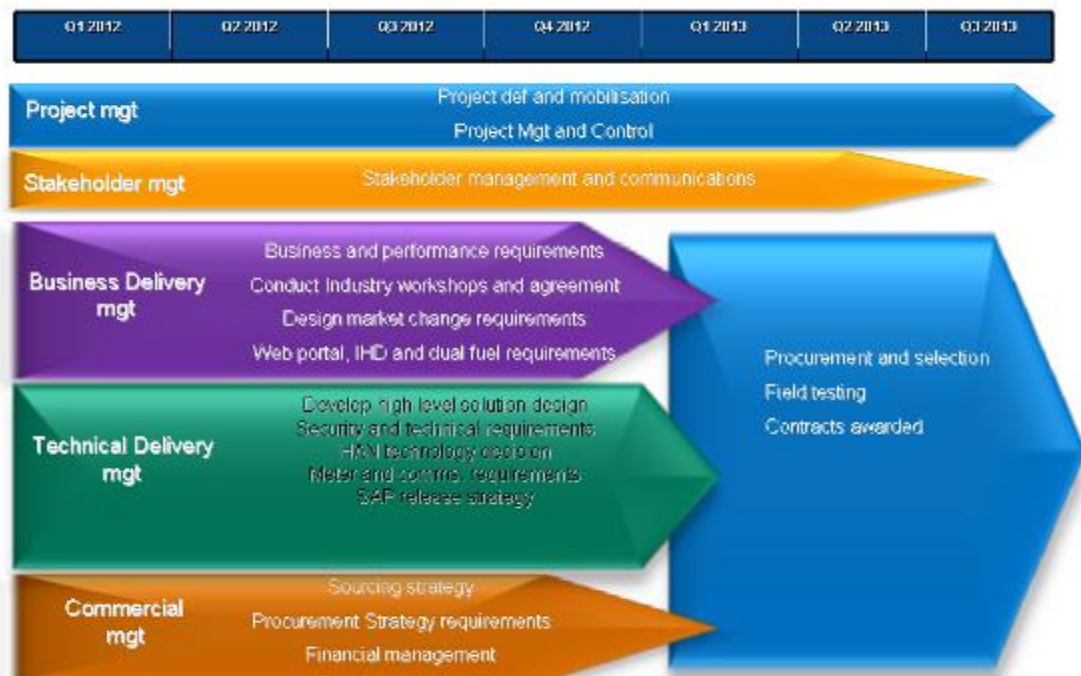 Q1 2012 Q2 2012 Q3 2012 Q4 2012 Q1 2013 Q2 2013 Q3 2013
Project mgt
Project def and mobilisation
Project Mgt and Control
Stakeholder mgt
Stakeholder management and communications
Business Delivery
mgt
Business and performance requirements
Conduct Industry workshops and agreement
Design market change requirements
Web portal, IHD and dual fuel requirements
Technical Delivery
mgt
Develop high level solution design
Security and technical requirements
HAN technology decision
Meter and comms. requirements
SAP release strategy
Commercial
mgt
Sourcing strategy
Procurement Strategy requirements
Financial management
Procurement and selection
Field testing
Contracts awarded